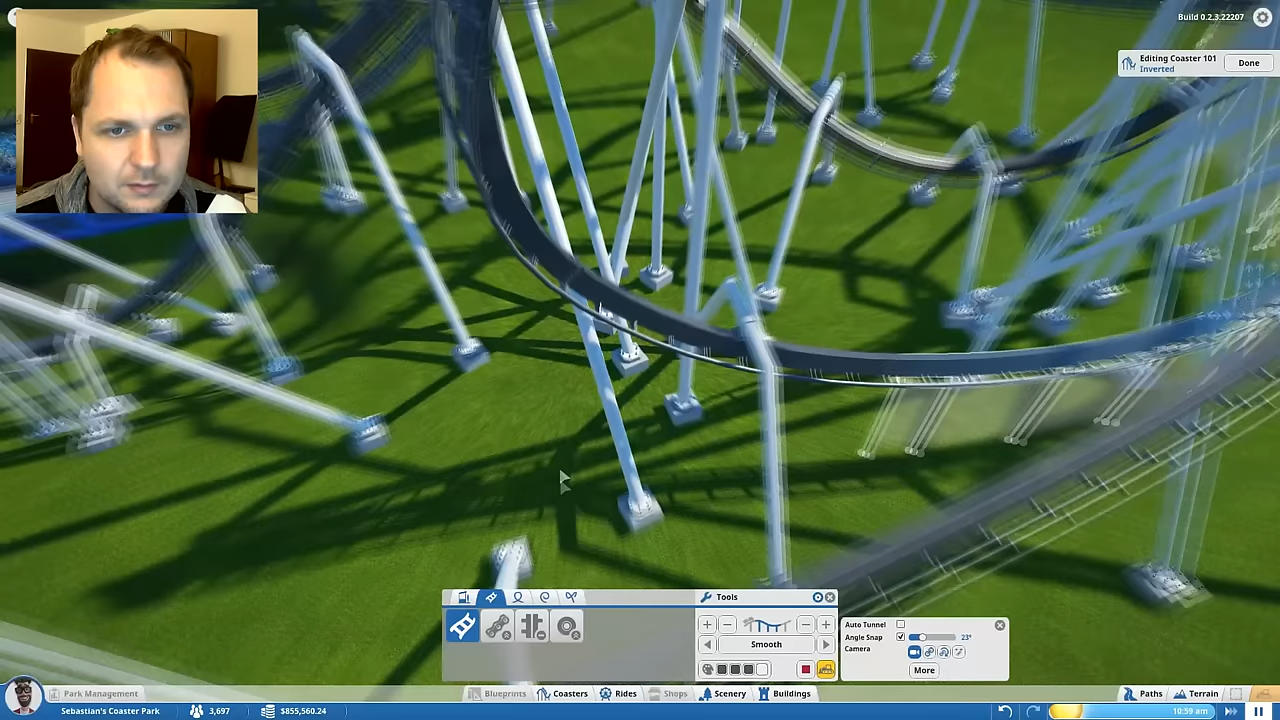 Build 0.2.3.22207
Editing Coaster 101
Inverted
Done
Tools
Smooth
Auto Tunnel
Angle Snap
23°
Camera
More
Park Management
Blueprints
Coasters
Rides
Shops
Scenery
Buildings
Paths
Terrain
Sebastian's Coaster Park
3,697
$855,560.24
10:59 am